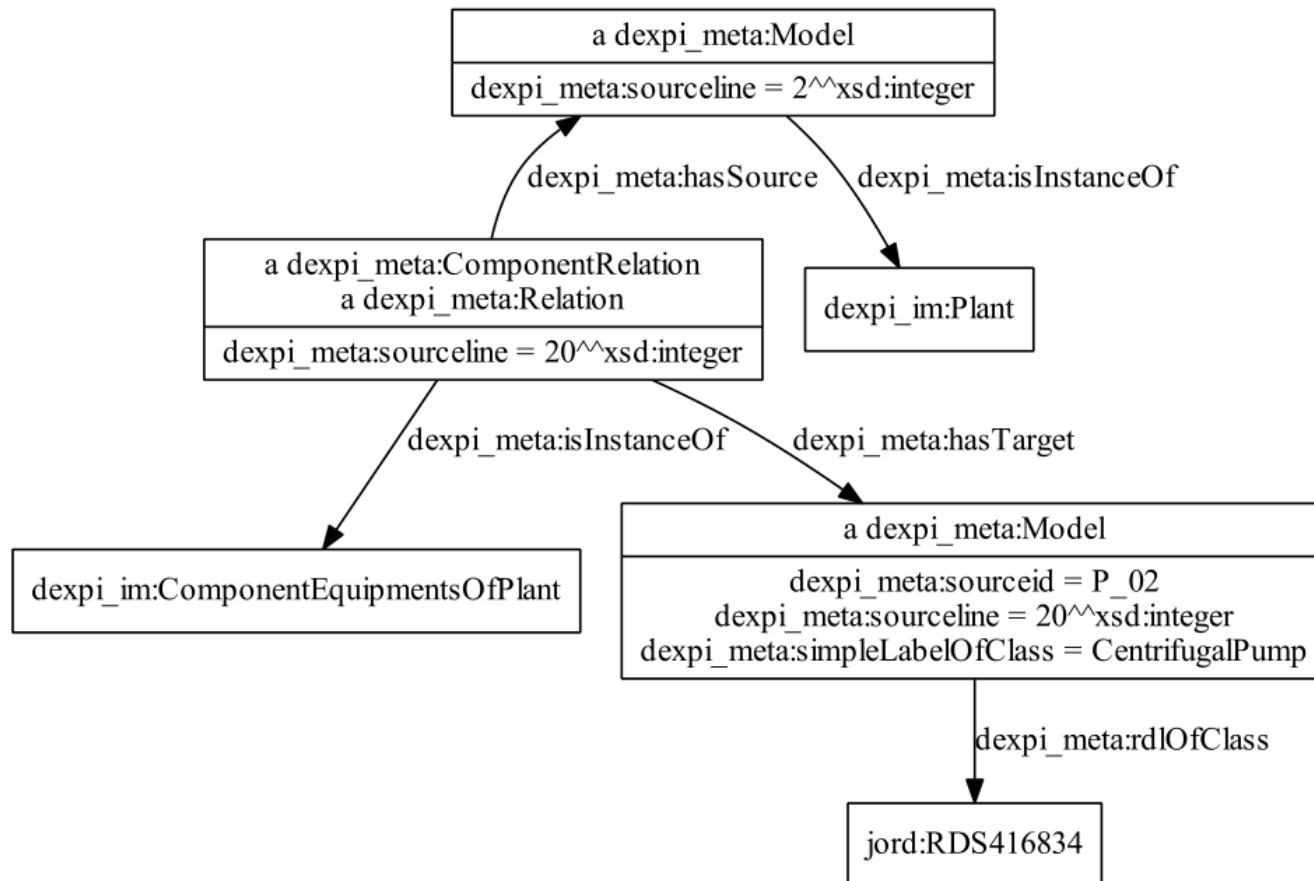 a dexpi_meta:Model
dexpi_meta:sourceline = 2^^xsd:integer
dexpi_meta:hasSource
dexpi_meta:isInstanceOf
a dexpi_meta:ComponentRelation
a dexpi_meta:Relation
dexpi_meta:sourceline = 20^^xsd:integer
dexpi_im:Plant
dexpi_meta:isInstanceOf
dexpi_meta:hasTarget
dexpi_im:ComponentEquipmentsOfPlant
a dexpi_meta:Model
dexpi_meta:sourceid = P_02
dexpi_meta:sourceline = 20^^xsd:integer
dexpi_meta:simpleLabelOfClass = CentrifugalPump
dexpi_meta:rdlOfClass
jord:RDS416834